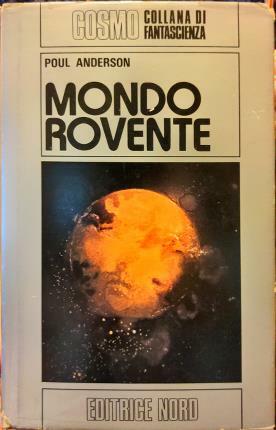 COSMO COLLANA DI
FANTASCIENZA
POUL ANDERSON
MONDO
ROVENTE
EDITRICE NORD